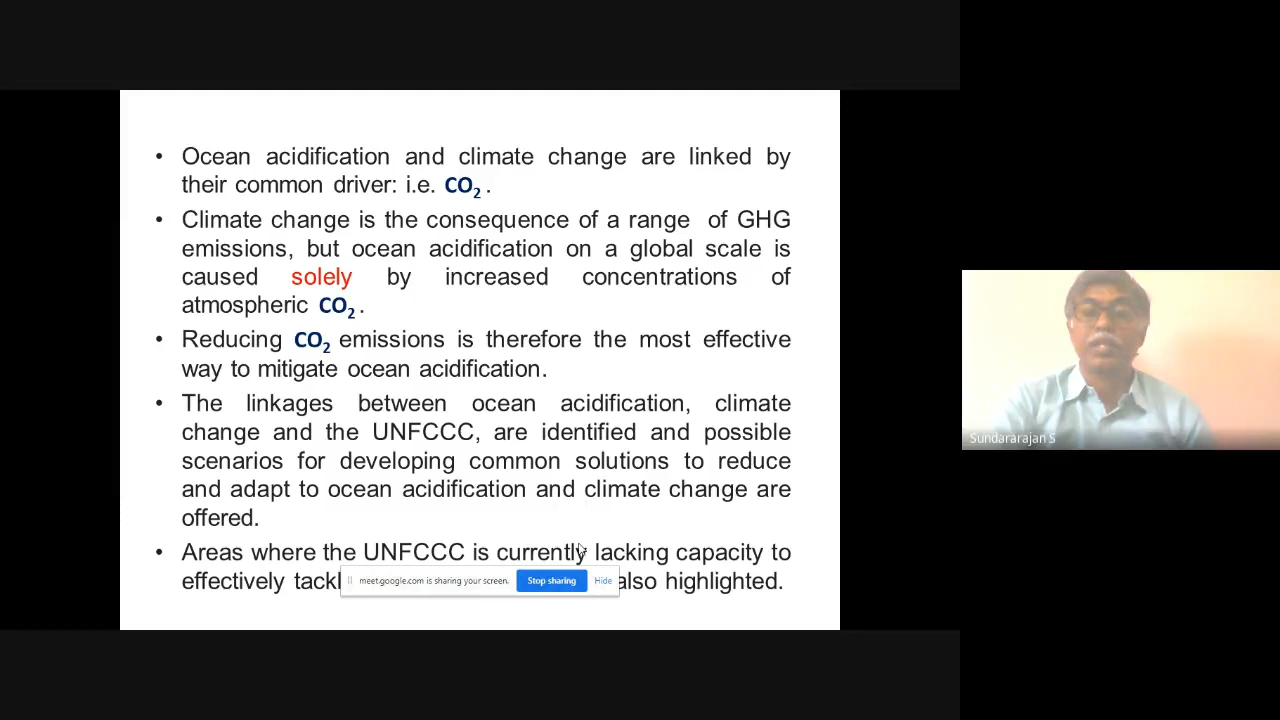 • Ocean acidification and climate change are linked by
their common driver: i.e. CO2 .
• Climate change is the consequence of a range of GHG
emissions, but ocean acidification on a global scale is
caused solely by increased concentrations of
atmospheric CO2 .
• Reducing CO2 emissions is therefore the most effective
way to mitigate ocean acidification.
• The linkages between ocean acidification, climate
change and the UNFCCC, are identified and possible
scenarios for developing common solutions to reduce
and adapt to ocean acidification and climate change are
offered.
• Areas where the UNFCCC is currently lacking capacity to
effectively also highlighted.
meet.google.com is sharing your screen. Stop sharing Hide
Sundararajan S